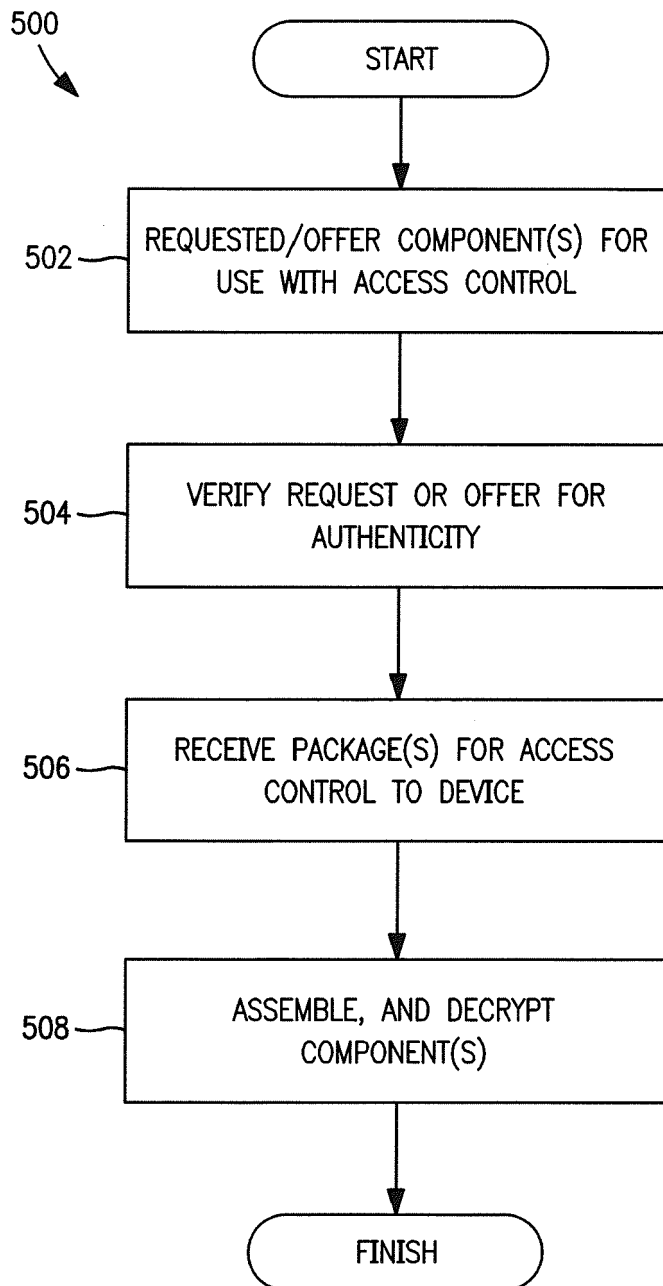 500
START
502
REQUESTED/OFFER COMPONENT(S) FOR
USE WITH ACCESS CONTROL
504
VERIFY REQUEST OR OFFER FOR
AUTHENTICITY
506
RECEIVE PACKAGE(S) FOR ACCESS
CONTROL TO DEVICE
508
ASSEMBLE, AND DECRYPT
COMPONENT(S)
FINISH